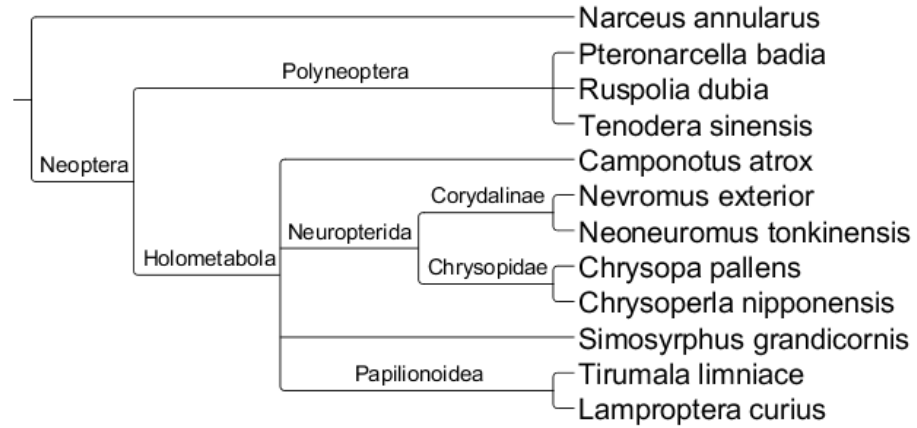 Narceus annularus
Pteronarcella badia
Polyneoptera
Ruspolia dubia
Tenodera sinensis
Neoptera
Camponotus atrox
Corydalinae
Nevromus exterior
Neuropterida
Neoneuromus tonkinensis
Holometabola
Chrysopidae
Chrysopa pallens
Chrysoperla nipponensis
Simosyrphus grandicornis
Papilionoidea
Tirumala limniace
Lamproptera curius